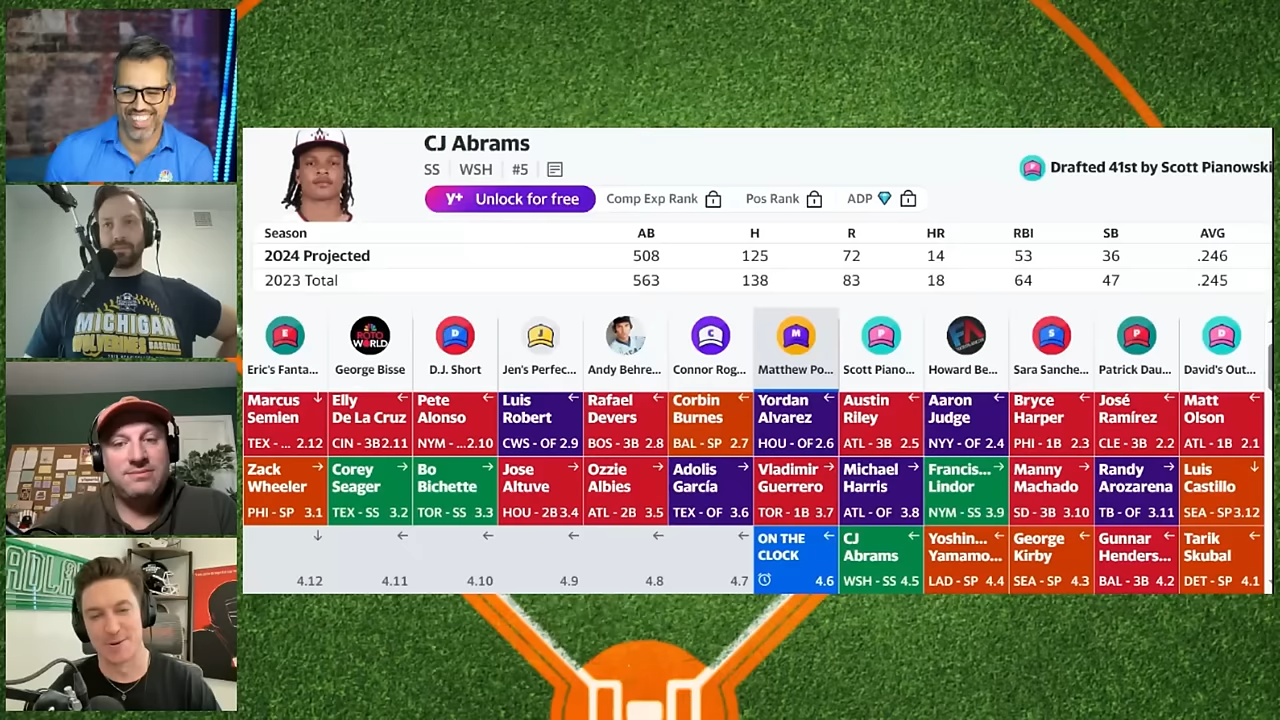 CJ Abrams
SS WSH #5
Drafted 41st by Scott Pianowski
y+ Unlock for free Comp Exp Rank Pos Rank ADP
Season AB H R HR RBI SB AVG
2024 Projected 508 125 72 14 53 36 .246
2023 Total 563 138 83 18 64 47 .245
E ROTO WORLD D J C M P FA S P D
Eric's Fanta... George Bisse D.J. Short Jen's Perfec... Andy Behre... Connor Rog... Matthew Po... Scott Piano... Howard Be... Sara Sanche... Patrick Dau... David's Out...
Marcus Elly Pete Luis Rafael Corbin Yordan Austin Aaron Bryce José Matt
Semien De La Cruz Alonso Robert Devers Burnes Alvarez Riley Judge Harper Ramírez Olson
TEX - ... 2.12 CIN - 3B 2.11 NYM - ... 2.10 CWS - OF 2.9 BOS - 3B 2.8 BAL - SP 2.7 HOU - OF 2.6 ATL - 3B 2.5 NYY - OF 2.4 PHI - 1B 2.3 CLE - 3B 2.2 ATL - 1B 2.1
Zack Corey Bo Jose Ozzie Adolis Vladimir Michael Francis... Manny Randy Luis
Wheeler Seager Bichette Altuve Albies García Guerrero Harris Lindor Machado Arozarena Castillo
PHI - SP 3.1 TEX - SS 3.2 TOR - SS 3.3 HOU - 2B 3.4 ATL - 2B 3.5 TEX - OF 3.6 TOR - 1B 3.7 ATL - OF 3.8 NYM - SS 3.9 SD - 3B 3.10 TB - OF 3.11 SEA - SP 3.12
ON THE CJ Yoshin... George Gunnar Tarik
CLOCK Abrams Yamamo... Kirby Henders... Skubal
4.12 4.11 4.10 4.9 4.8 4.7 4.6 WSH - SS 4.5 LAD - SP 4.4 SEA - SP 4.3 BAL - 3B 4.2 DET - SP 4.1
MICHIGAN
WOLVERINES
BASEBALL